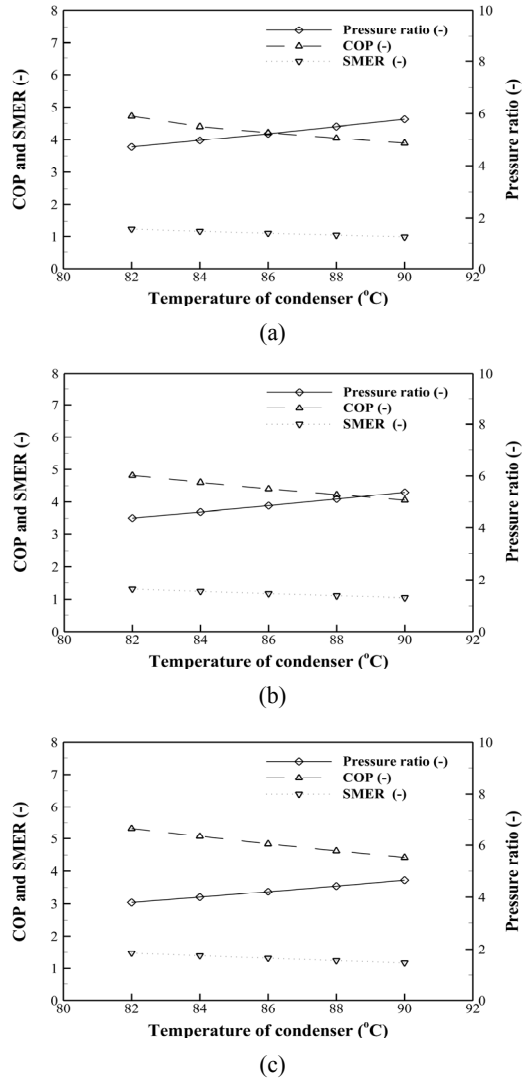 8
7
6
5
4
3
2
1
0
COP and SMER (-)
Pressure ratio (-)
COP (-)
SMER (-)
10
8
6
4
2
0
Pressure ratio (-)
80 82 84 86 88 90 92
Temperature of condenser (°C)
(a)
8
7
6
5
4
3
2
1
0
COP and SMER (-)
Pressure ratio (-)
COP (-)
SMER (-)
10
8
6
4
2
0
Pressure ratio (-)
80 82 84 86 88 90 92
Temperature of condenser (°C)
(b)
8
7
6
5
4
3
2
1
0
COP and SMER (-)
Pressure ratio (-)
COP (-)
SMER (-)
10
8
6
4
2
0
Pressure ratio (-)
80 82 84 86 88 90 92
Temperature of condenser (°C)
(c)